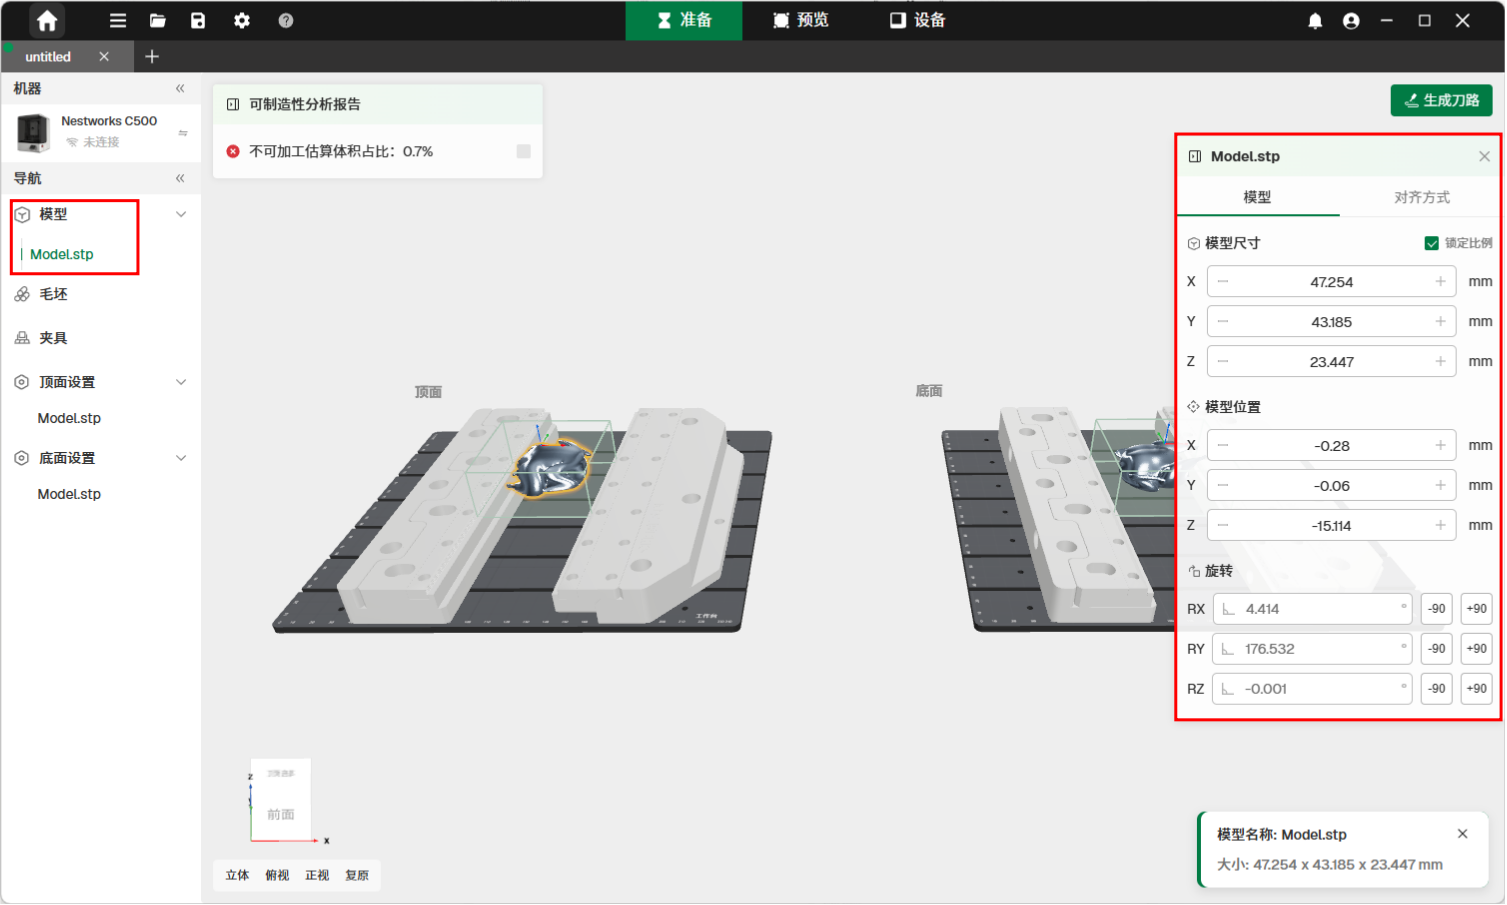 准备
预览
设备
untitled
机器
Nestworks C500
未连接
导航
模型
Model.stp
毛坯
夹具
顶面设置
Model.stp
底面设置
Model.stp
可制造性分析报告
不可加工估算体积占比：0.7%
顶面
底面
工作台
生成刀路
Model.stp
模型
对齐方式
模型尺寸
锁定比例
X 47.254 mm
Y 43.185 mm
Z 23.447 mm
模型位置
X -0.28 mm
Y -0.06 mm
Z -15.114 mm
旋转
RX 4.414 ° -90 +90
RY 176.532 ° -90 +90
RZ -0.001 ° -90 +90
Z
前面
X
立体 俯视 正视 复原
模型名称: Model.stp
大小: 47.254 x 43.185 x 23.447 mm